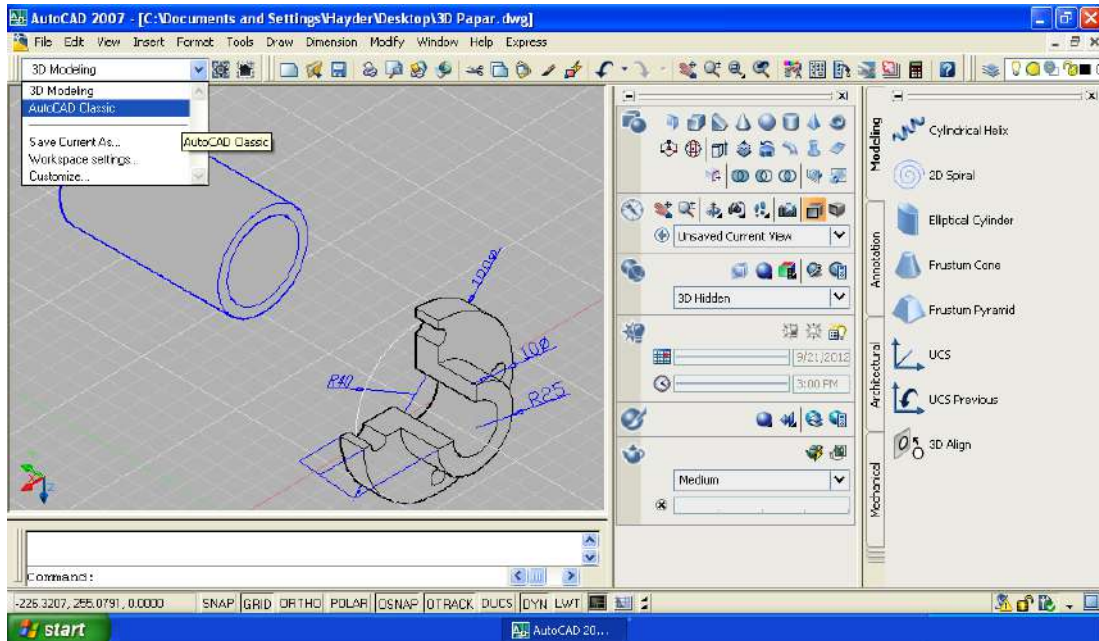 AutoCAD 2007 - [C:\Documents and Settings\Hayder\Desktop\3D Papar.dwg]
File Edit View Insert Format Tools Draw Dimension Modify Window Help Express
3D Modeling
3D Modeling
AutoCAD Classic
AutoCAD Classic
Save Current As...
Workspace settings...
Customize...
100ø
10ø
R40
R25
Unsaved Current View
3D Hidden
9/21/2012
3:00 PM
Medium
Modeling
Annotation
Architectural
Mechanical
Cylindrical Helix
2D Spiral
Elliptical Cylinder
Frustum Cone
Frustum Pyramid
UCS
UCS Previous
3D Align
Command:
-226.3207, 255.0791, 0.0000 SNAP GRID ORTHO POLAR OSNAP OTRACK DUCS DYN LWT
start
AutoCAD 20...